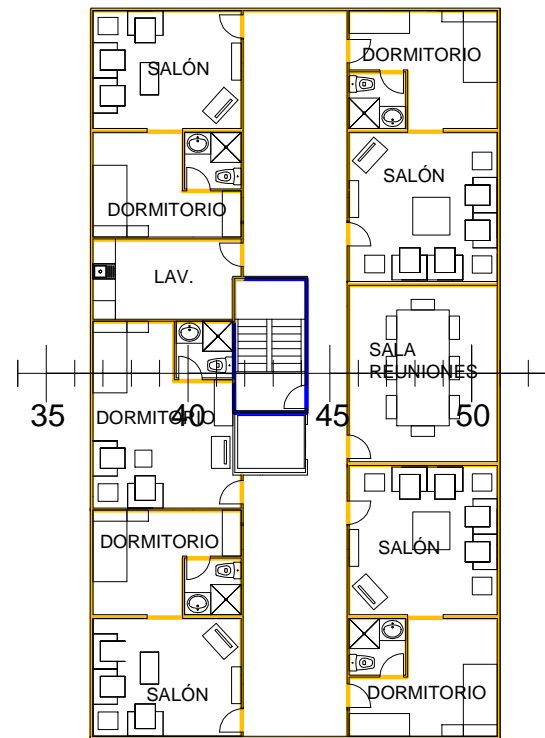 SALÓN
DORMITORIO
SALÓN
DORMITORIO
LAV.
SALA
REUNIONES
35
40
45
50
DORMITORIO
DORMITORIO
SALÓN
SALÓN
DORMITORIO